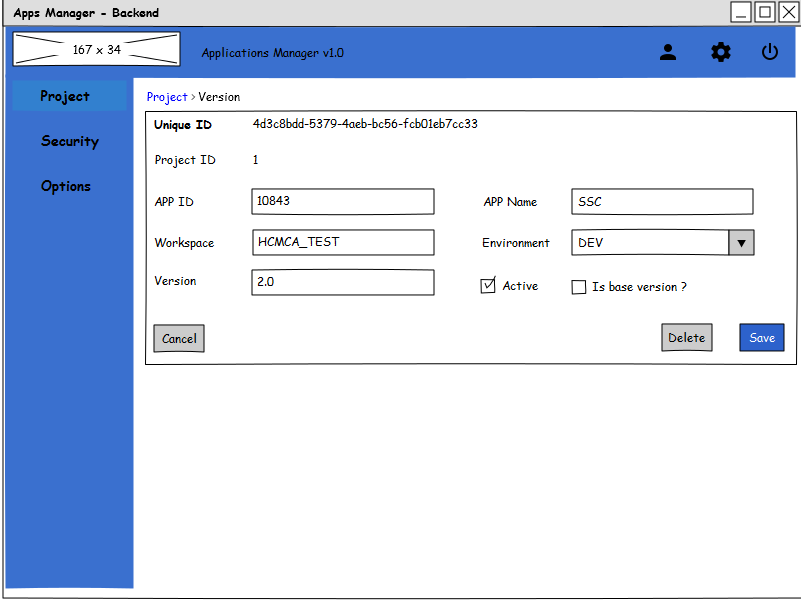 Apps Manager - Backend
167 x 34
Applications Manager v1.0
Project
Security
Options
Project > Version
Unique ID 4d3c8bdd-5379-4aeb-bc56-fcb01eb7cc33
Project ID 1
APP ID 10843 APP Name SSC
Workspace HCMCA_TEST Environment DEV
Version 2.0 Active Is base version ?
Cancel Delete Save